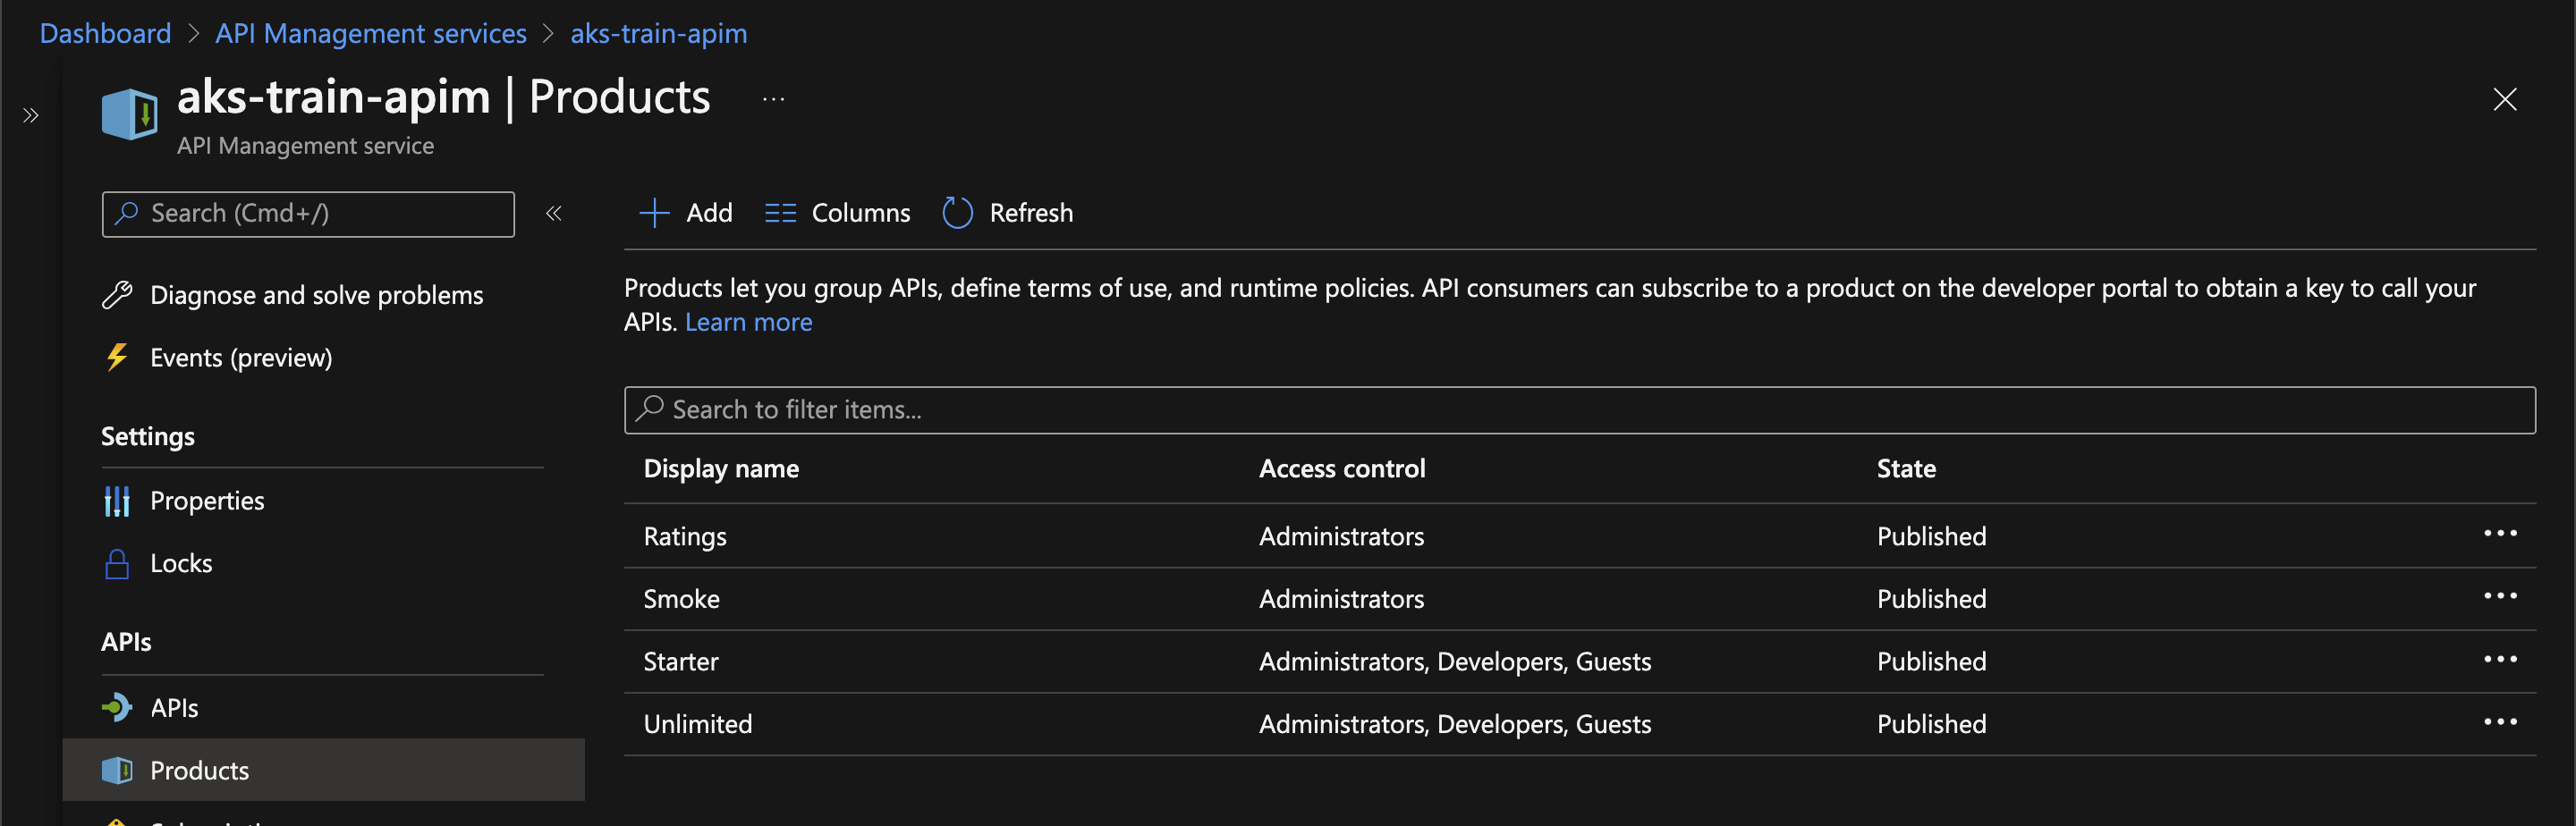 Dashboard > API Management services > aks-train-apim
aks-train-apim | Products ...
API Management service
Search (Cmd+/)
Diagnose and solve problems
Events (preview)
Settings
Properties
Locks
APIs
APIs
Products
Add Columns Refresh
Products let you group APIs, define terms of use, and runtime policies. API consumers can subscribe to a product on the developer portal to obtain a key to call your
APIs. Learn more
Search to filter items...
Display name Access control State
Ratings Administrators Published
Smoke Administrators Published
Starter Administrators, Developers, Guests Published
Unlimited Administrators, Developers, Guests Published